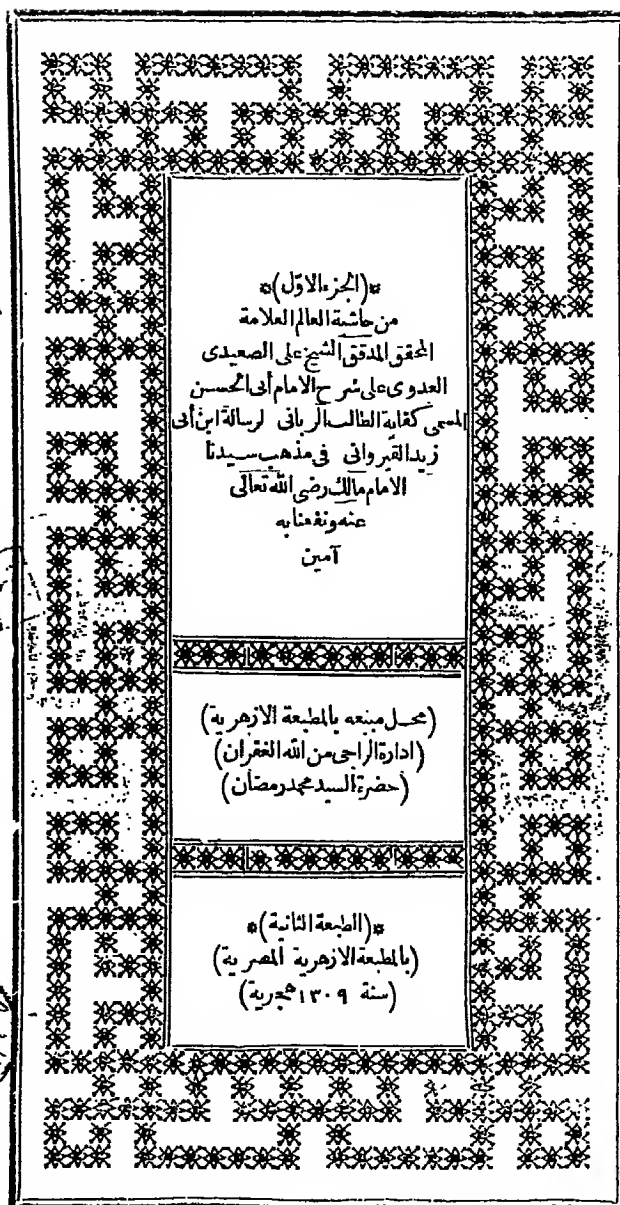 *(الجزء الاول)*
من حاشية العالم العلامة
المحقق المدقق الشيخ على الصعيدى
العدوى على شرح الامام أبى الحسن
المسمى كفاية الطالب الربانى لرسالة ابن أبى
زيد القيروانى فى مذهب سيدنا
الامام مالك رضى الله تعالى
عنه ونفعنا به
آمين
(محل مبيعه بالمطبعة الازهرية)
(ادارة الراجى من الله الغفران)
(حضرة السيد محمد رمضان)
*(الطبعة الثانية)*
(بالمطبعة الازهرية المصرية)
(سنة ١٣٠٩ هجرية)